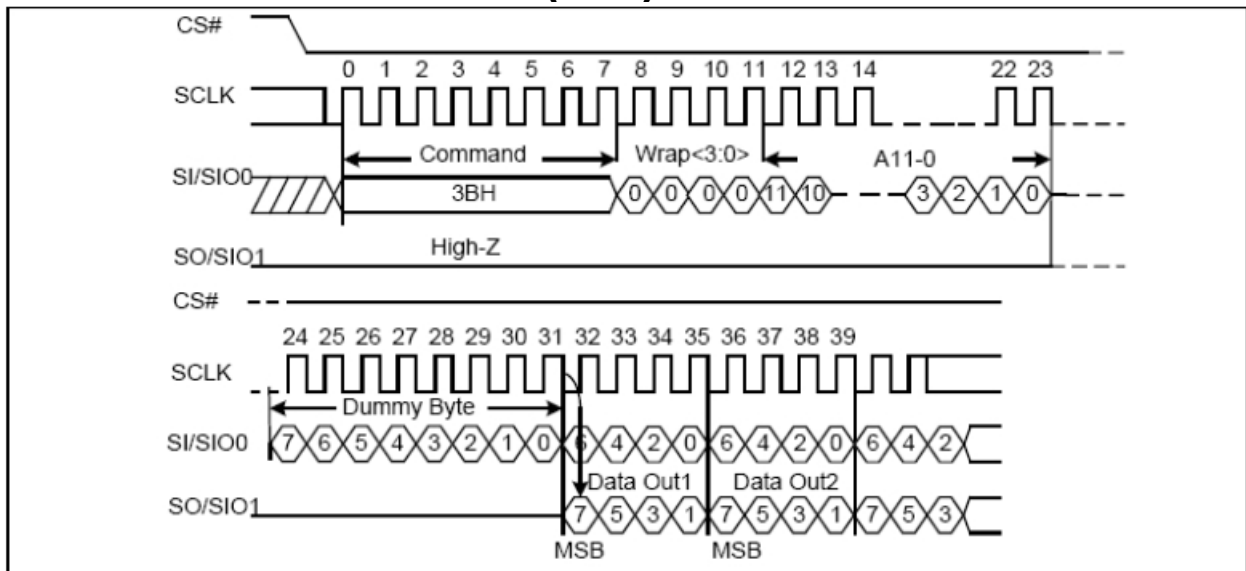 CS#
0 1 2 3 4 5 6 7 8 9 10 11 12 13 14 22 23
SCLK
Command Wrap<3:0> A11-0
SI/SIO0 3BH 0 0 0 0 11 10 3 2 1 0
High-Z
SO/SIO1
CS#
24 25 26 27 28 29 30 31 32 33 34 35 36 37 38 39
SCLK
Dummy Byte
SI/SIO0 7 6 5 4 3 2 1 0 6 4 2 0 6 4 2 0 6 4 2
Data Out1 Data Out2
SO/SIO1 7 5 3 1 7 5 3 1 7 5 3
MSB MSB